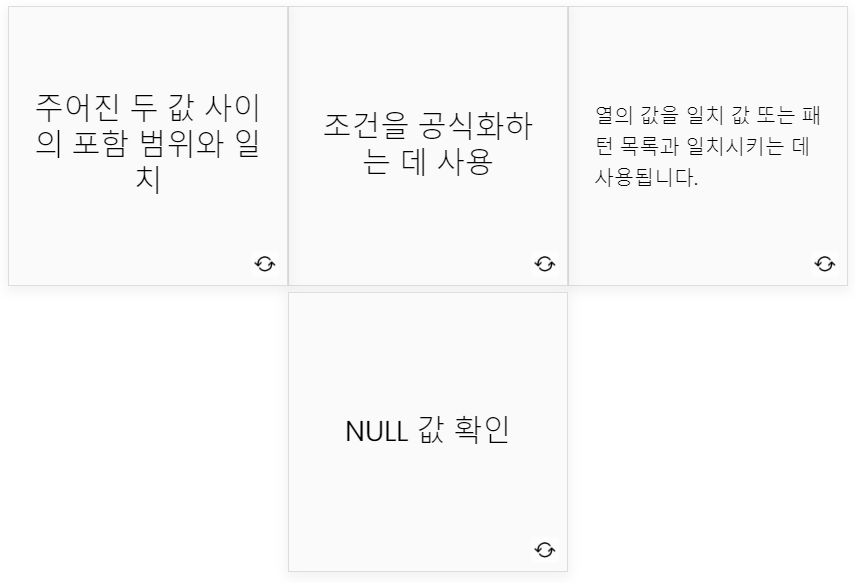 주어진 두 값 사이
의 포함 범위와 일
치
조건을 공식화하
는 데 사용
열의 값을 일치 값 또는 패
턴 목록과 일치시키는 데
사용됩니다.
NULL 값 확인